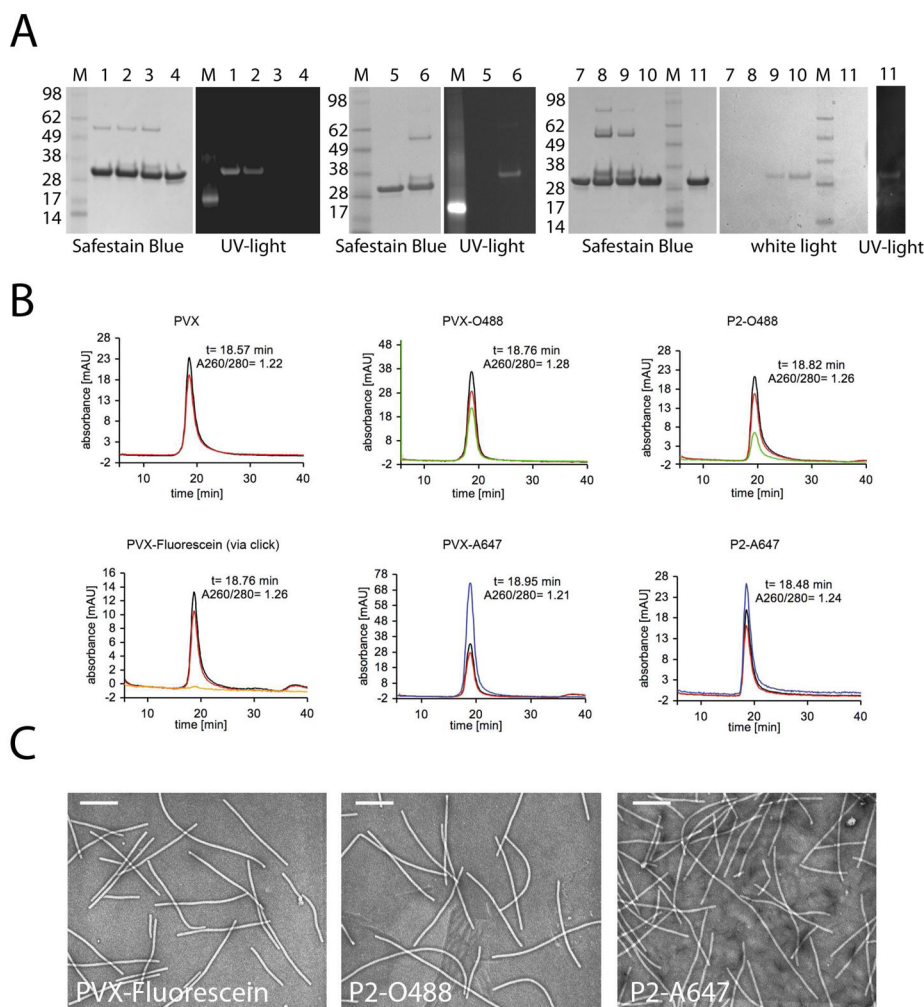 A
M 1 2 3 4 M 1 2 3 4 M 5 6 M 5 6 7 8 9 10 M 11 7 8 9 10 M 11 11
98 98 98
62 62 62
49 49 49
38 38 38
28 28 28
17 17 17
14 14
Safestain Blue UV-light Safestain Blue UV-light Safestain Blue white light UV-light
B
PVX
absorbance [mAU]
28
23
18
13
8
3
-2
t= 18.57 min
A260/280= 1.22
10 20 30 40
time [min]
PVX-O488
absorbance [mAU]
48
38
28
18
8
-2
t= 18.76 min
A260/280= 1.28
10 20 30 40
time [min]
P2-O488
absorbance [mAU]
28
23
18
13
8
3
-2
t= 18.82 min
A260/280= 1.26
10 20 30 40
time [min]
PVX-Fluorescein (via click)
absorbance [mAU]
16
14
12
10
8
6
4
2
0
-2
t= 18.76 min
A260/280= 1.26
10 20 30 40
time [min]
PVX-A647
absorbance [mAU]
78
68
58
48
38
28
18
8
-2
t= 18.95 min
A260/280= 1.21
10 20 30 40
time [min]
P2-A647
absorbance [mAU]
28
23
18
13
8
3
-2
t= 18.48 min
A260/280= 1.24
10 20 30 40
time [min]
C
PVX-Fluorescein P2-O488 P2-A647